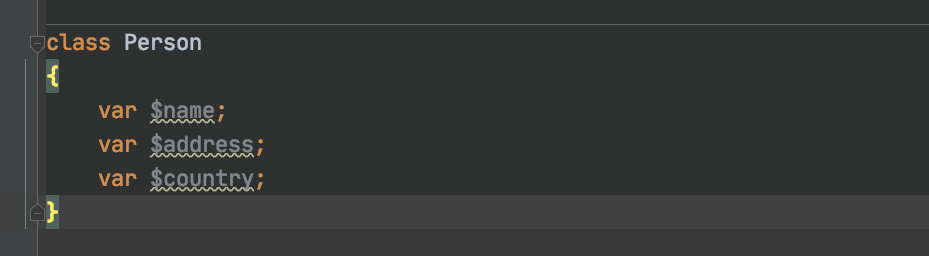 class Person
{
    var $name;
    var $address;
    var $country;
}